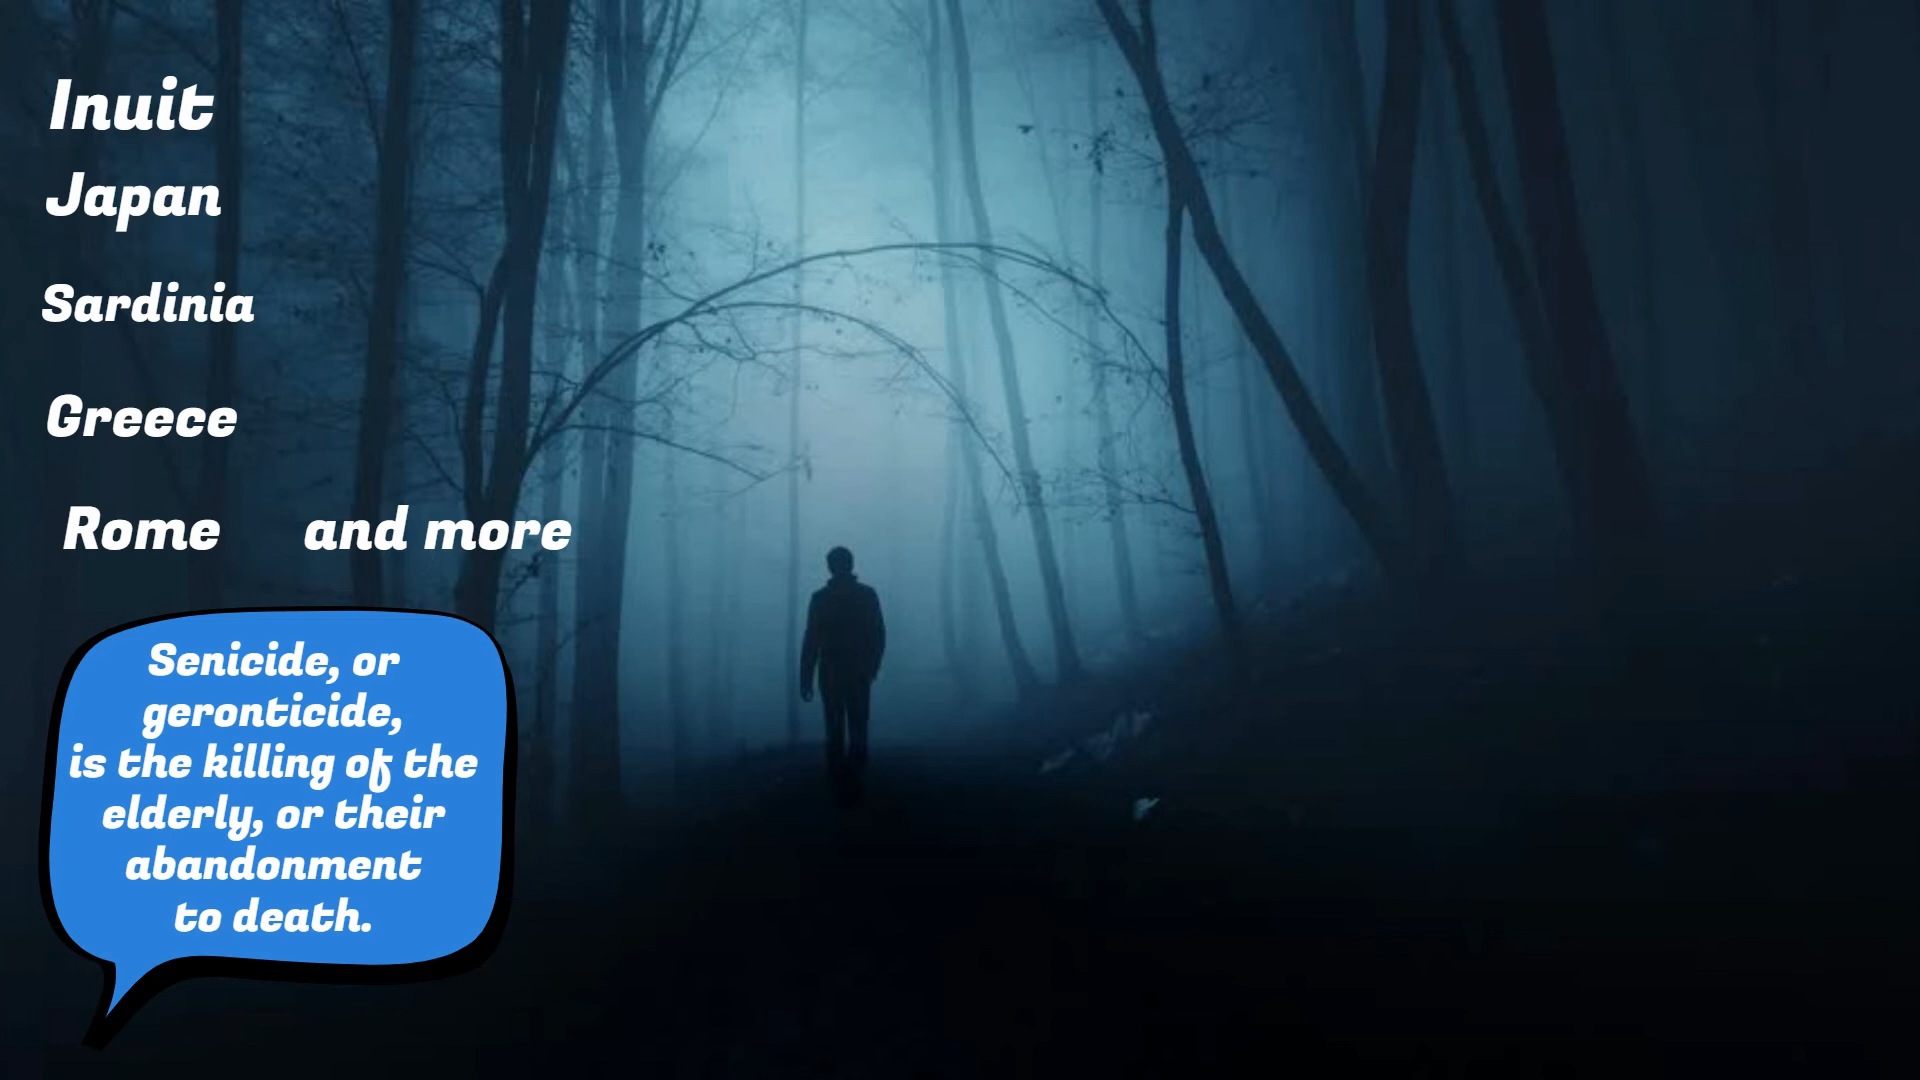 Inuit
Japan
Sardinia
Greece
Rome and more
Senicide, or
geronticide,
is the killing of the
elderly, or their
abandonment
to death.